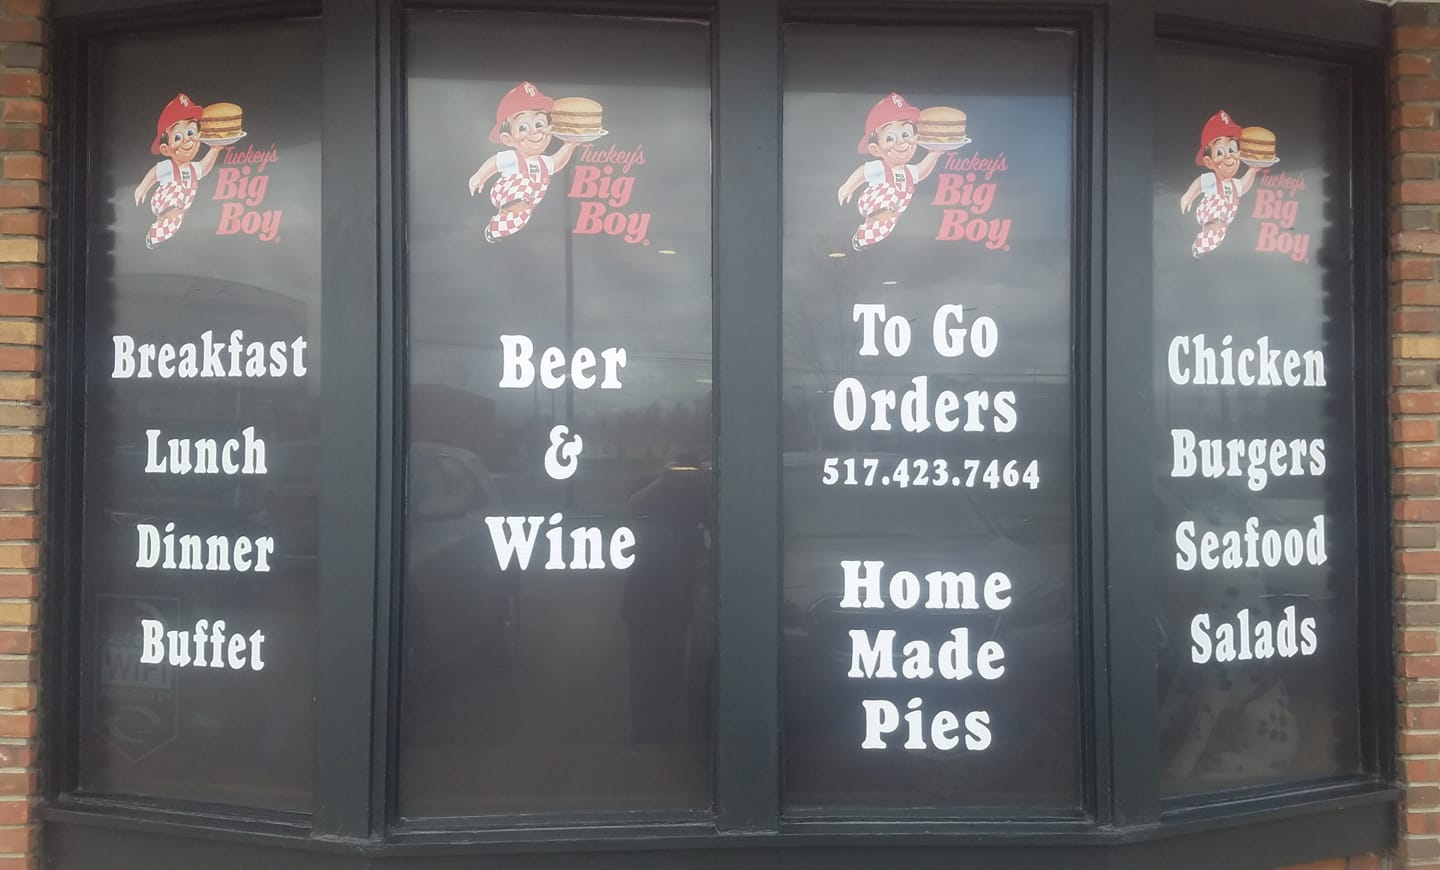 Tuckey's
Big
Boy
Breakfast
Lunch
Dinner
Buffet
WiFi
Tuckey's
Big
Boy
Beer
&
Wine
Tuckey's
Big
Boy
To Go
Orders
517.423.7464
Home
Made
Pies
Tuckey's
Big
Boy
Chicken
Burgers
Seafood
Salads